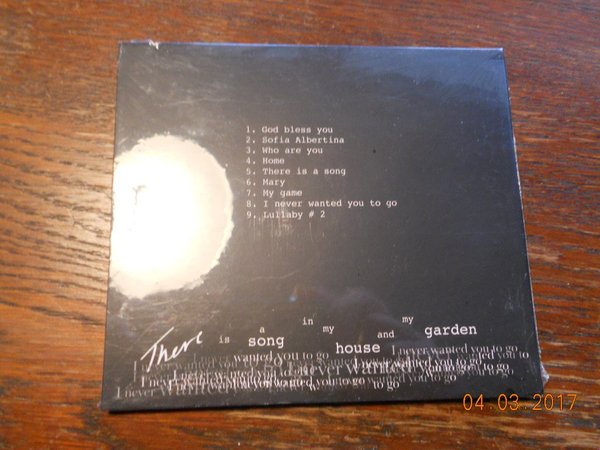 1. God bless you
2. Sofia Albertina
3. Who are you
4. Home
5. There is a song
6. Mary
7. My game
8. I never wanted you to go
9. Lullaby # 2
There is a song in my house and my garden
I never wanted you to go
04.03.2017